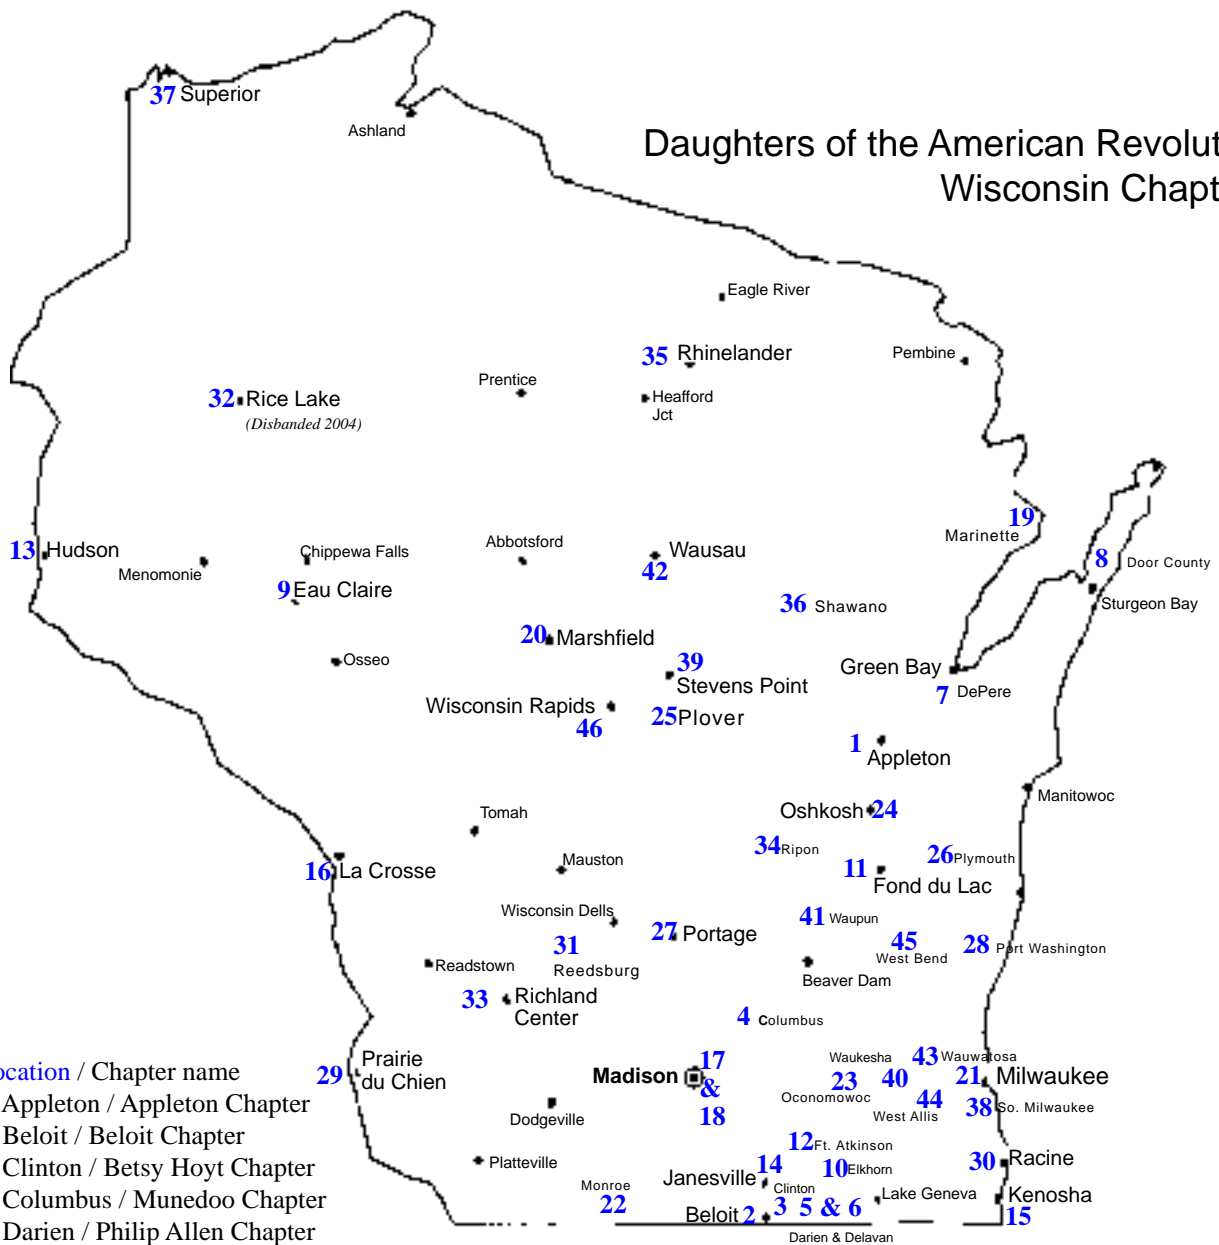 37 Superior
Ashland
Daughters of the American Revolut
Wisconsin Chapt
Eagle River
35 Rhinelander
Pembine
Prentice
32 Rice Lake
(Disbanded 2004)
Heafford
Jct
19
Marinette
13 Hudson
Menomonie
Chippewa Falls
9 Eau Claire
Abbotsford
Wausau
42
8 Door County
Sturgeon Bay
36 Shawano
20 Marshfield
Osseo
39
Stevens Point
Green Bay
7 DePere
Wisconsin Rapids
46
25 Plover
1
Appleton
Manitowoc
Oshkosh 24
Tomah
34 Ripon
26 Plymouth
Mauston
16 La Crosse
11
Fond du Lac
Wisconsin Dells
41 Waupun
27 Portage
31
Reedsburg
45
West Bend
28 Port Washington
Readstown
Beaver Dam
33 Richland
Center
4 Columbus
Waukesha
43 Wauwatosa
29 Prairie
du Chien
Madison
17
&
18
23
Oconomowoc
40
21 Milwaukee
44
West Allis
38 So. Milwaukee
Dodgeville
12 Ft. Atkinson
Platteville
14
Janesville
10 Elkhorn
30 Racine
Monroe
22
Clinton
Lake Geneva
Kenosha
15
Beloit 2
3
5 & 6
Darien & Delavan
ocation / Chapter name
Appleton / Appleton Chapter
Beloit / Beloit Chapter
Clinton / Betsy Hoyt Chapter
Columbus / Munedoo Chapter
Darien / Philip Allen Chapter